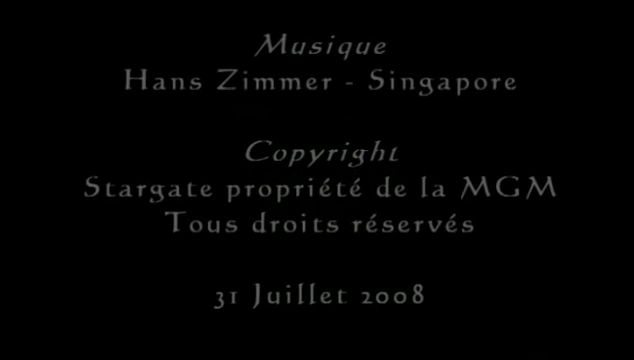 Musique
Hans Zimmer - Singapore
Copyright
Stargate propriété de la MGM
Tous droits réservés
31 Juillet 2008